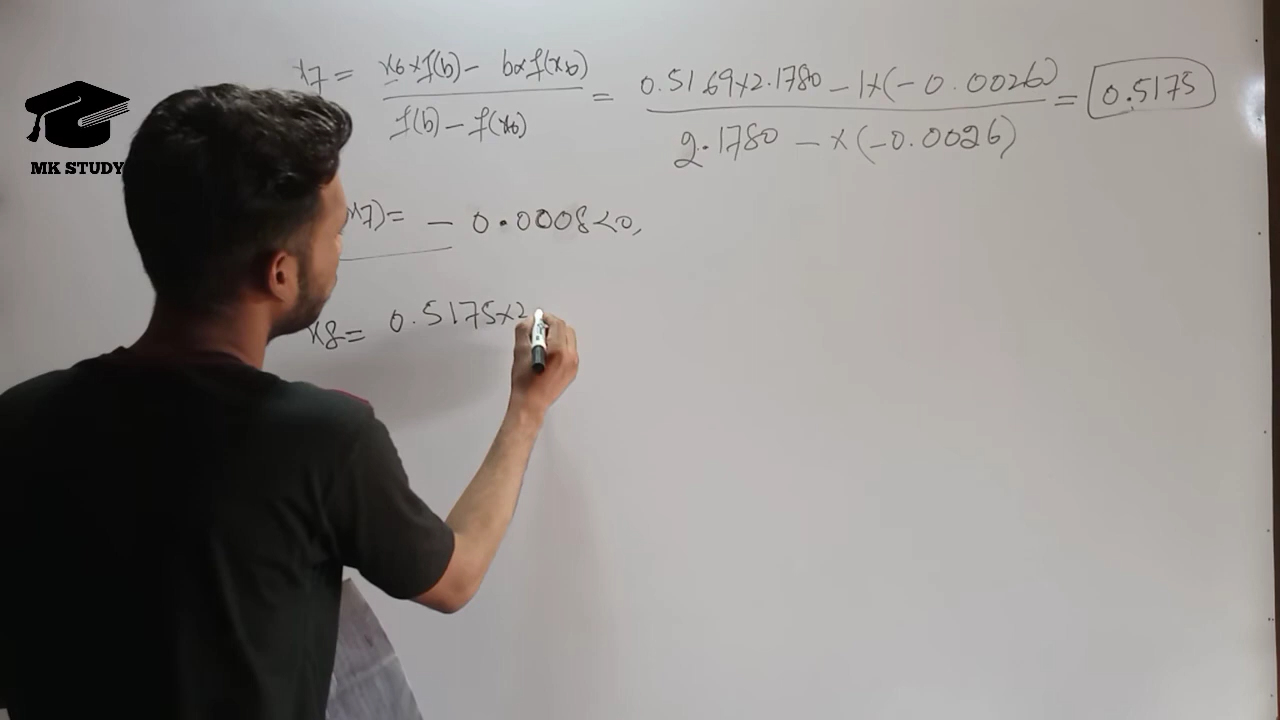 x7 = x6×f(b) - b×f(x6) / f(b) - f(x6) = 0.5169×2.1780 - 1×(-0.0026) / 2.1780 - ×(-0.0026) = 0.5175
MK STUDY
x7) = - 0.0008<0,
x8 = 0.5175×2